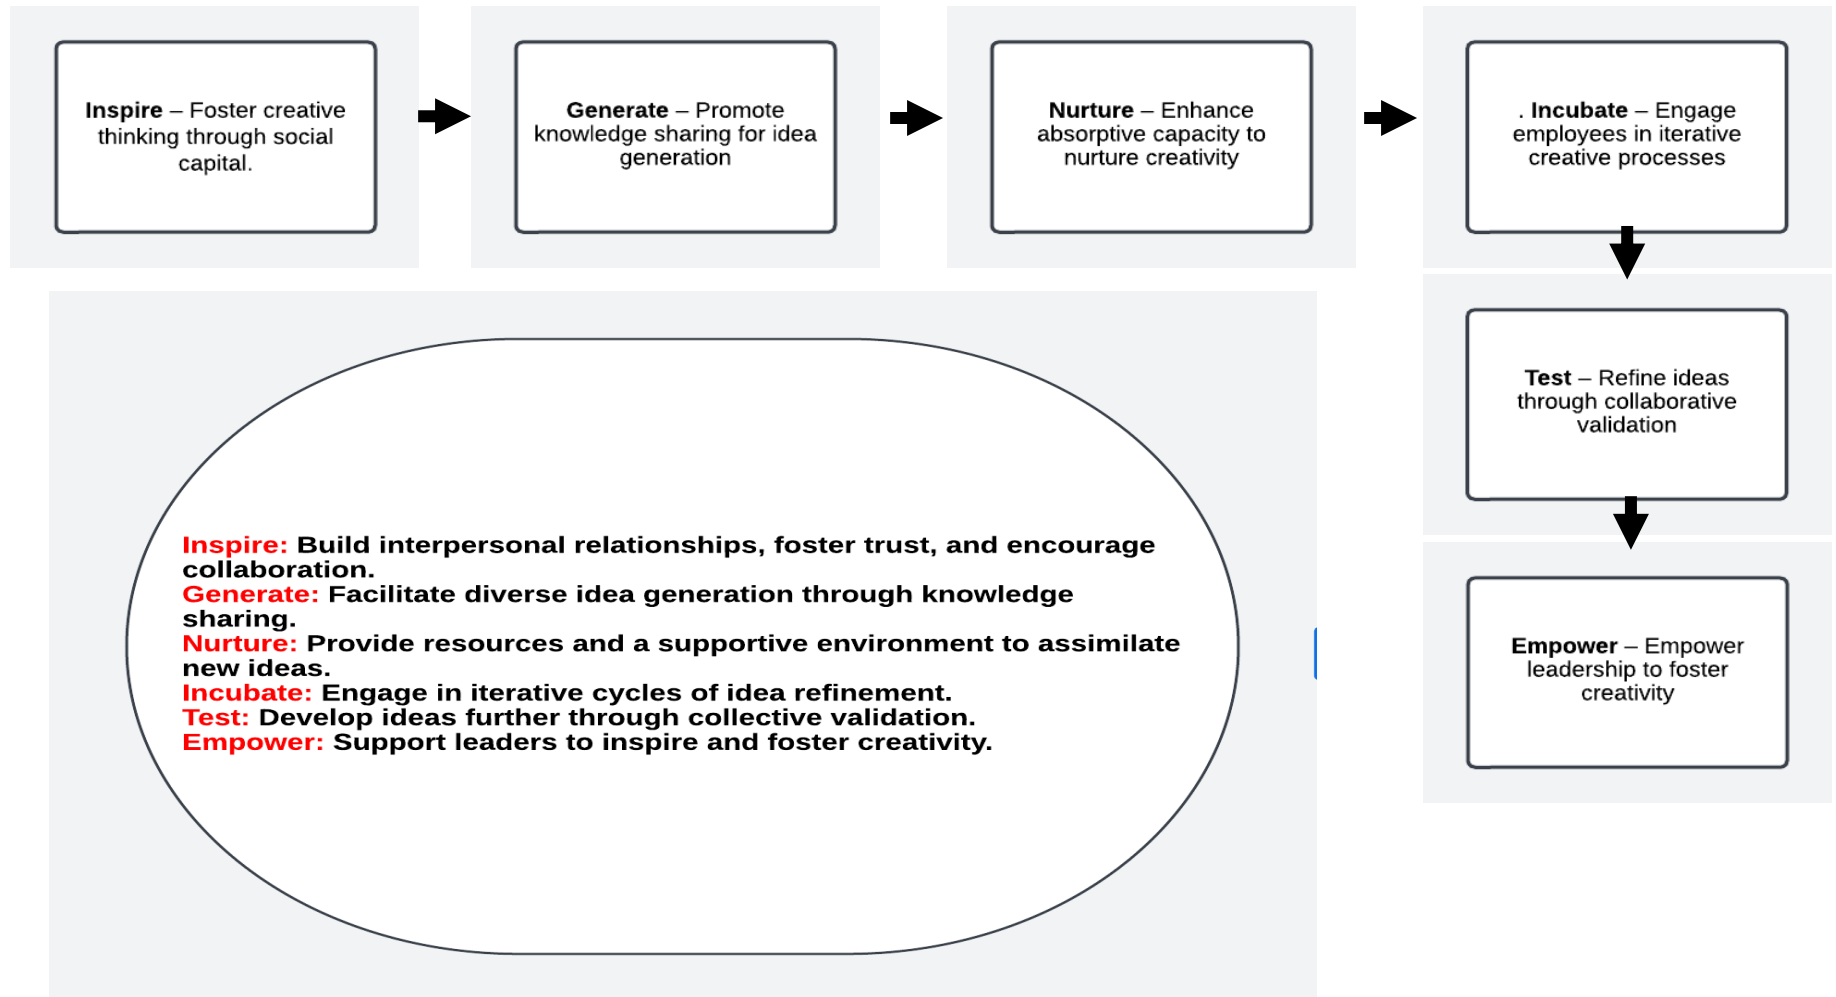 Inspire – Foster creative
thinking through social
capital.
Generate – Promote
knowledge sharing for idea
generation
Nurture – Enhance
absorptive capacity to
nurture creativity
. Incubate – Engage
employees in iterative
creative processes
Test – Refine ideas
through collaborative
validation
Empower – Empower
leadership to foster
creativity
Inspire: Build interpersonal relationships, foster trust, and encourage
collaboration.
Generate: Facilitate diverse idea generation through knowledge
sharing.
Nurture: Provide resources and a supportive environment to assimilate
new ideas.
Incubate: Engage in iterative cycles of idea refinement.
Test: Develop ideas further through collective validation.
Empower: Support leaders to inspire and foster creativity.